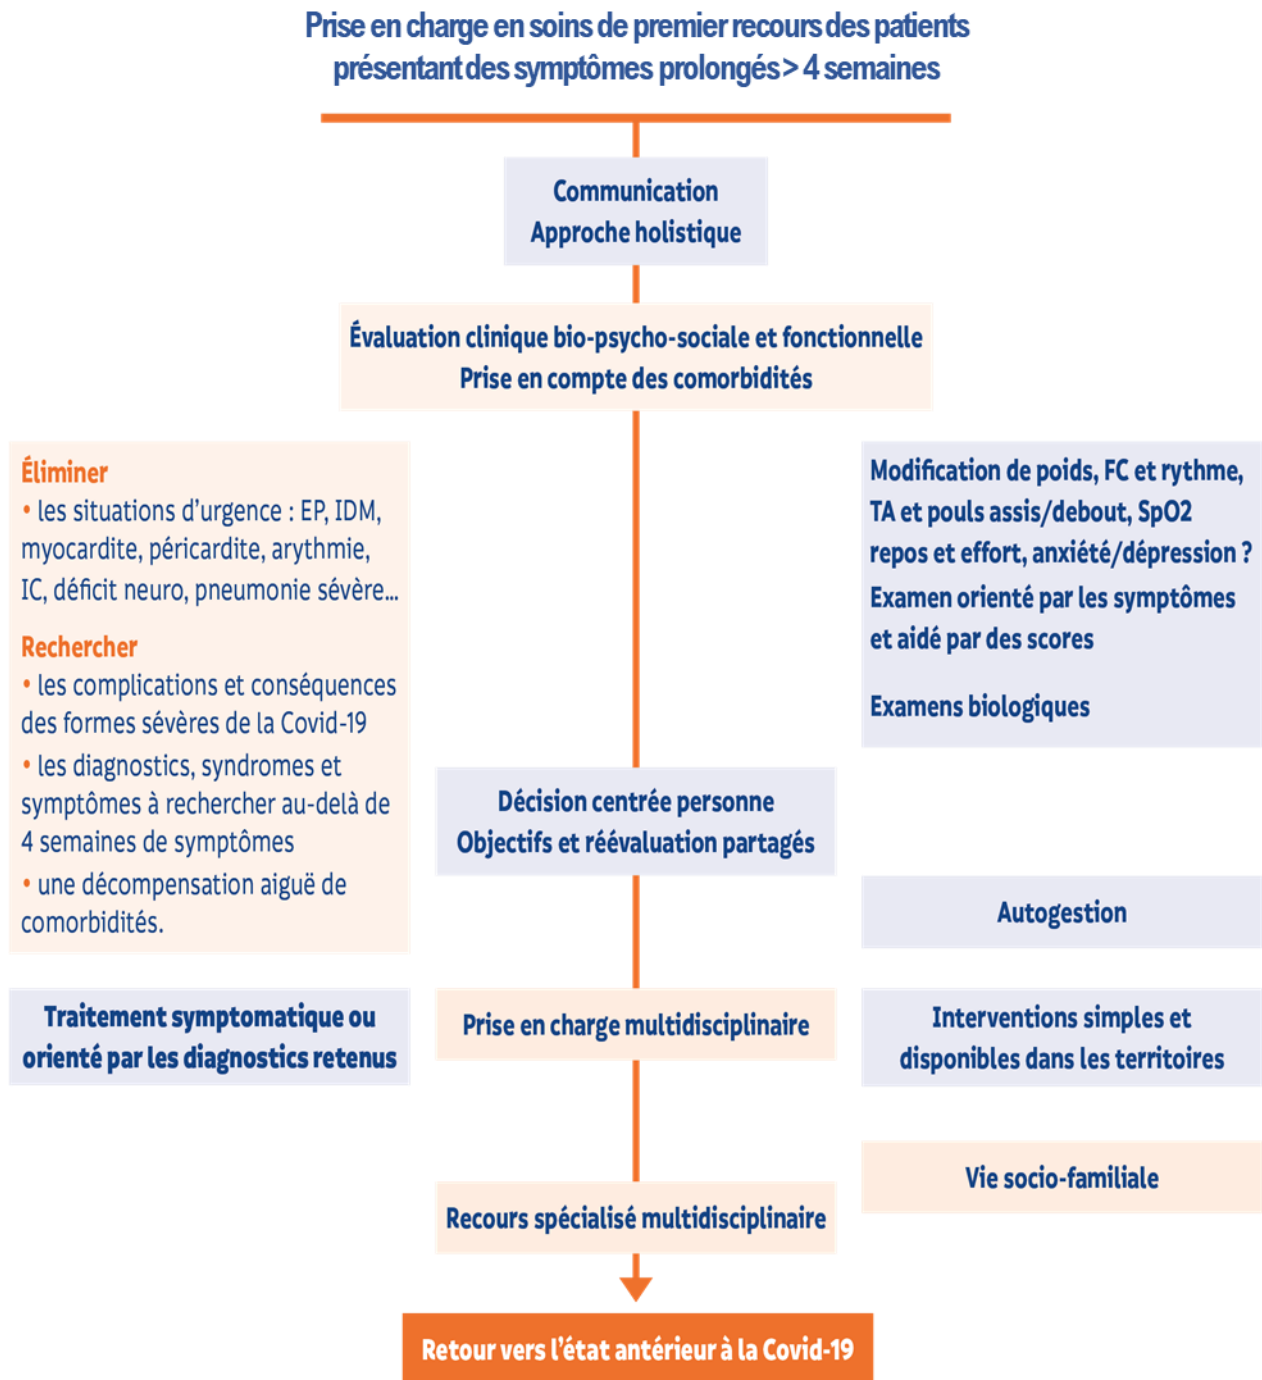 Prise en charge en soins de premier recours des patients
présentant des symptômes prolongés > 4 semaines
Communication
Approche holistique
Évaluation clinique bio-psycho-sociale et fonctionnelle
Prise en compte des comorbidités
Éliminer
• les situations d’urgence : EP, IDM,
myocardite, péricardite, arythmie,
IC, déficit neuro, pneumonie sévère...
Rechercher
• les complications et conséquences
des formes sévères de la Covid-19
• les diagnostics, syndromes et
symptômes à rechercher au-delà de
4 semaines de symptômes
• une décompensation aiguë de
comorbidités.
Modification de poids, FC et rythme,
TA et pouls assis/debout, SpO2
repos et effort, anxiété/dépression ?
Examen orienté par les symptômes
et aidé par des scores
Examens biologiques
Décision centrée personne
Objectifs et réévaluation partagés
Autogestion
Traitement symptomatique ou
orienté par les diagnostics retenus
Prise en charge multidisciplinaire
Interventions simples et
disponibles dans les territoires
Vie socio-familiale
Recours spécialisé multidisciplinaire
Retour vers l’état antérieur à la Covid-19